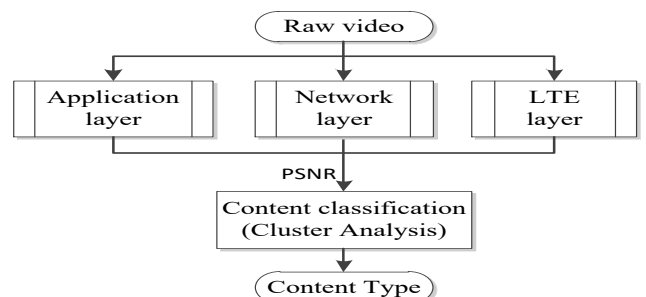 Raw video
Application
layer
Network
layer
LTE
layer
PSNR
Content classification
(Cluster Analysis)
Content Type